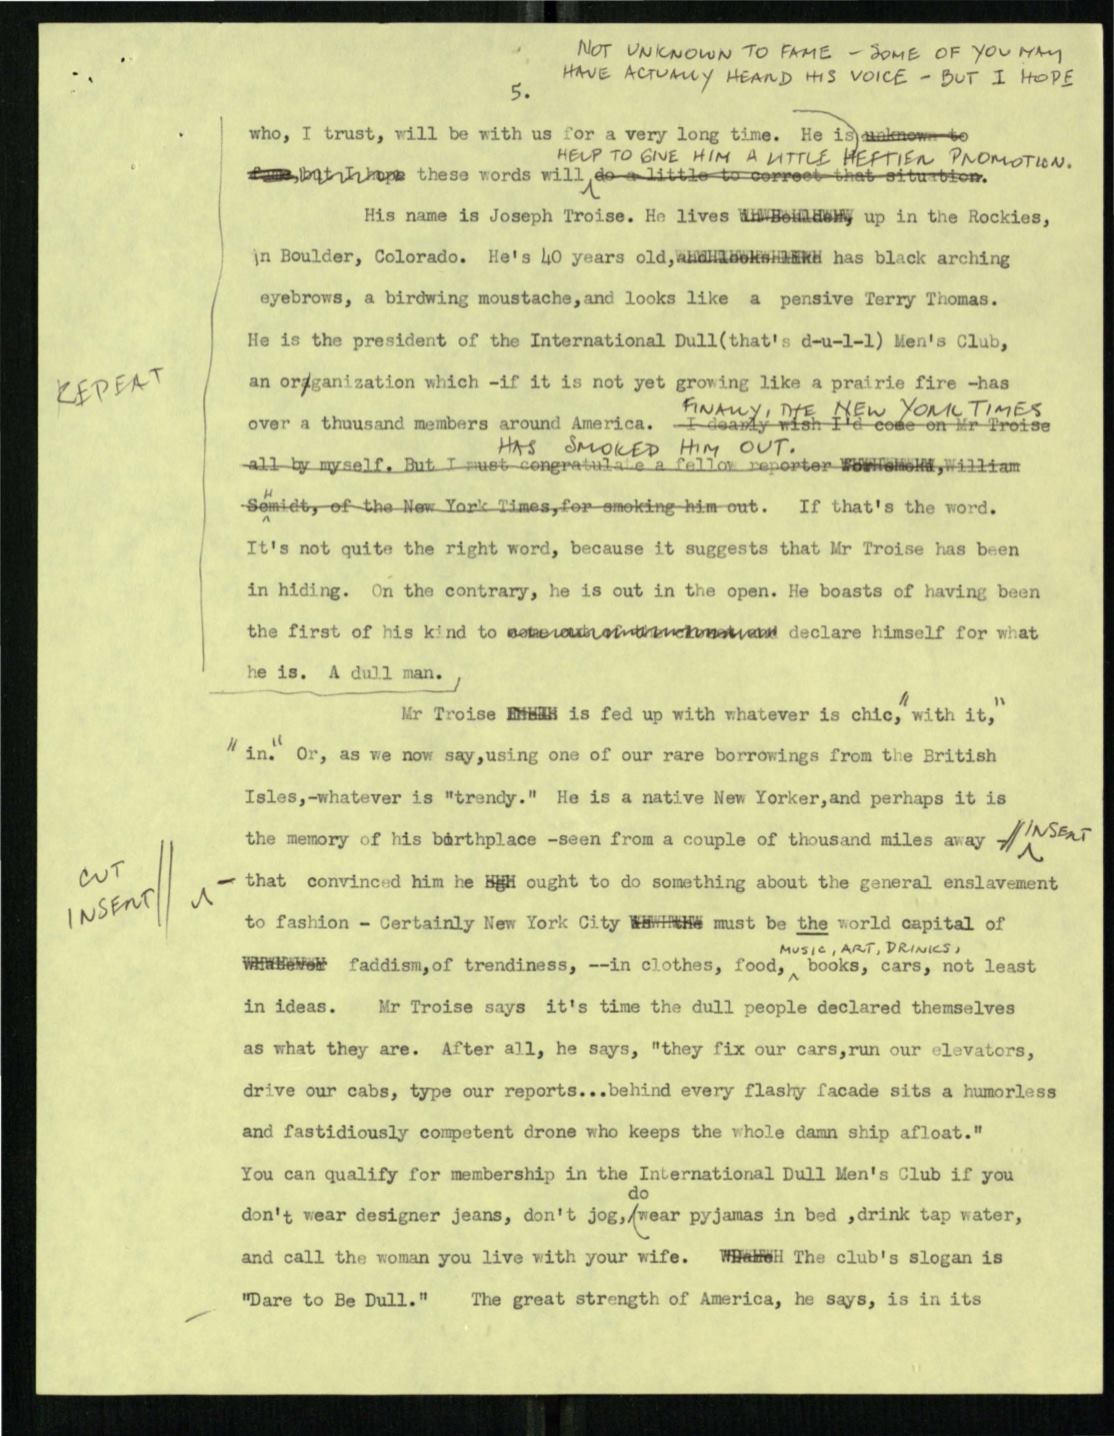 NOT UNKNOWN TO FAME - SOME OF YOU MAY
HAVE ACTUALLY HEARD HIS VOICE - BUT I HOPE
5.
who, I trust, will be with us for a very long time. He is unknown to
HELP TO GIVE HIM A LITTLE HEFTIER PROMOTION.
fame, but I hope these words will do a little to correct that situation.
His name is Joseph Troise. He lives in Boulder, up in the Rockies,
in Boulder, Colorado. He's 40 years old, and looks like has black arching
eyebrows, a birdwing moustache,and looks like a pensive Terry Thomas.
He is the president of the International Dull(that's d-u-l-l) Men's Club,
REPEAT
an organization which -if it is not yet growing like a prairie fire -has
FINALLY, THE NEW YORK TIMES
over a thuusand members around America. I dearly wish I'd come on Mr Troise
HAS SMOKED HIM OUT.
all by myself. But I must congratulate a fellow reporter ,William
H
Semidt, of the New York Times,for smoking him out. If that's the word.
It's not quite the right word, because it suggests that Mr Troise has been
in hiding. On the contrary, he is out in the open. He boasts of having been
the first of his kind to come out of the closet and declare himself for what
he is. A dull man.
Mr Troise is fed up with whatever is chic, "with it,"
"in." Or, as we now say,using one of our rare borrowings from the British
Isles,-whatever is "trendy." He is a native New Yorker,and perhaps it is
the memory of his birthplace -seen from a couple of thousand miles away - // INSERT
CUT
INSERT //
- that convinced him he ought to do something about the general enslavement
to fashion - Certainly New York City must be the world capital of
MUSIC, ART, DRINKS,
Whatever faddism,of trendiness, --in clothes, food, books, cars, not least
in ideas. Mr Troise says it's time the dull people declared themselves
as what they are. After all, he says, "they fix our cars,run our elevators,
drive our cabs, type our reports...behind every flashy facade sits a humorless
and fastidiously competent drone who keeps the whole damn ship afloat."
You can qualify for membership in the International Dull Men's Club if you
do
don't wear designer jeans, don't jog,/wear pyjamas in bed ,drink tap water,
and call the woman you live with your wife. The club's slogan is
"Dare to Be Dull." The great strength of America, he says, is in its